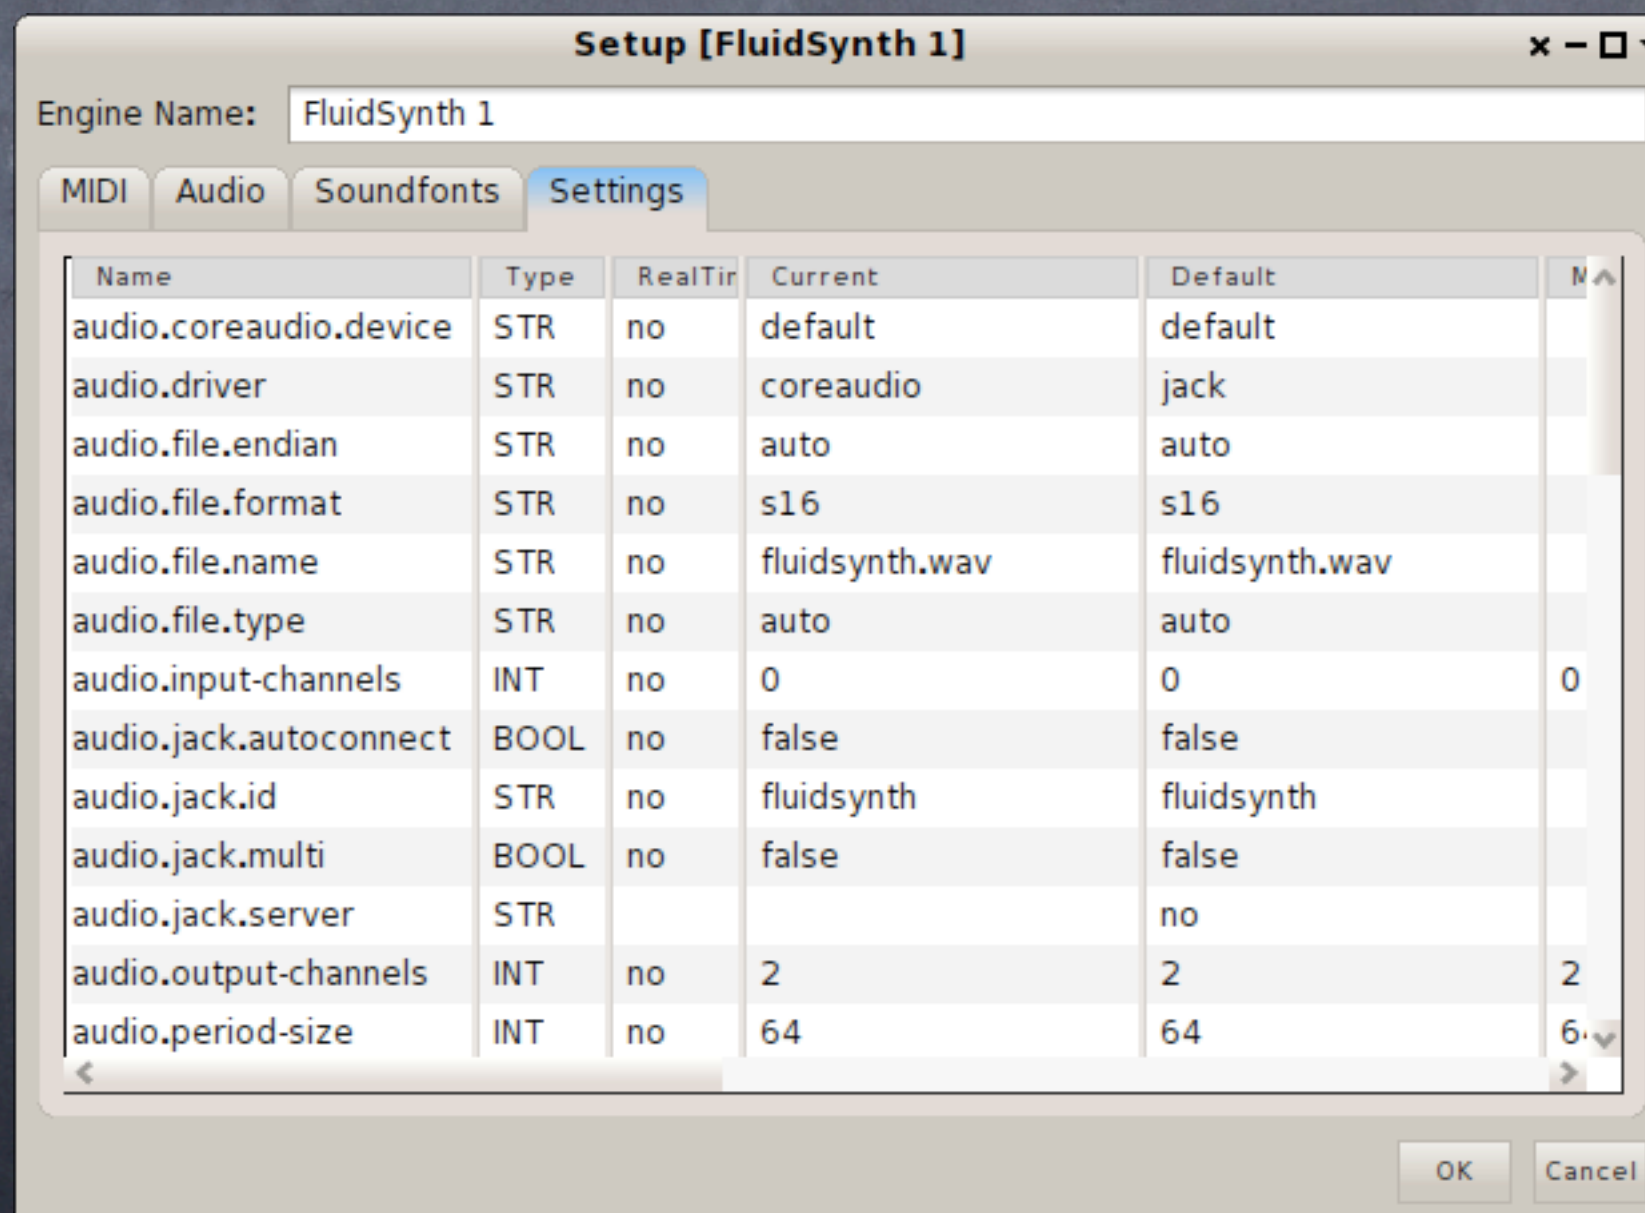 Setup [FluidSynth 1]
Engine Name: FluidSynth 1
MIDI Audio Soundfonts Settings
Name Type RealTim Current Default M
audio.coreaudio.device STR no default default
audio.driver STR no coreaudio jack
audio.file.endian STR no auto auto
audio.file.format STR no s16 s16
audio.file.name STR no fluidsynth.wav fluidsynth.wav
audio.file.type STR no auto auto
audio.input-channels INT no 0 0 0
audio.jack.autoconnect BOOL no false false
audio.jack.id STR no fluidsynth fluidsynth
audio.jack.multi BOOL no false false
audio.jack.server STR no
audio.output-channels INT no 2 2 2
audio.period-size INT no 64 64 64
OK Cancel